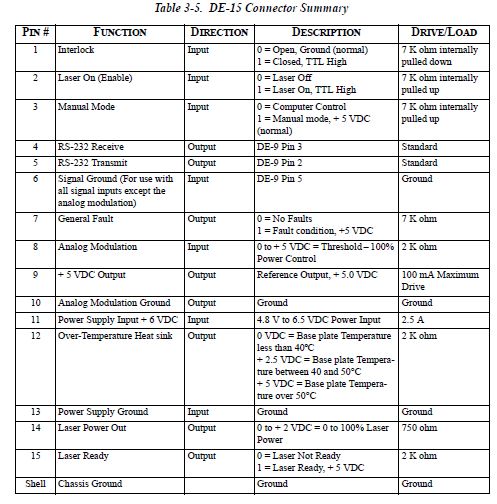 Table 3-5. DE-15 Connector Summary
PIN # FUNCTION DIRECTION DESCRIPTION DRIVE/LOAD
1 Interlock Input 0 = Open, Ground (normal) 7 K ohm internally
1 = Closed, TTL High pulled down
2 Laser On (Enable) Input 0 = Laser Off 7 K ohm internally
1 = Laser On, TTL High pulled up
3 Manual Mode Input 0 = Computer Control 7 K ohm internally
1 = Manual mode, + 5 VDC pulled up
(normal)
4 RS-232 Receive Output DE-9 Pin 3 Standard
5 RS-232 Transmit Output DE-9 Pin 2 Standard
6 Signal Ground (For use with Input DE-9 Pin 5 Ground
all signal inputs except the
analog modulation)
7 General Fault Output 0 = No Faults 7 K ohm
1 = Fault condition, +5 VDC
8 Analog Modulation Input 0 to + 5 VDC = Threshold – 100% 2 K ohm
Power Control
9 + 5 VDC Output Output Reference Output, + 5.0 VDC 100 mA Maximum
Drive
10 Analog Modulation Ground Output Ground Ground
11 Power Supply Input + 6 VDC Input 4.8 V to 6.5 VDC Power Input 2.5 A
12 Over-Temperature Heat sink Output 0 VDC = Base plate Temperature 2 K ohm
less than 40°C
+ 2.5 VDC = Base plate Tempera-
ture between 40 and 50°C
+ 5 VDC = Base plate Tempera-
ture over 50°C
13 Power Supply Ground Input Ground Ground
14 Laser Power Out Output 0 to + 2 VDC = 0 to 100% Laser 750 ohm
Power
15 Laser Ready Output 0 = Laser Not Ready 2 K ohm
1 = Laser Ready, + 5 VDC
Shell Chassis Ground Ground Ground